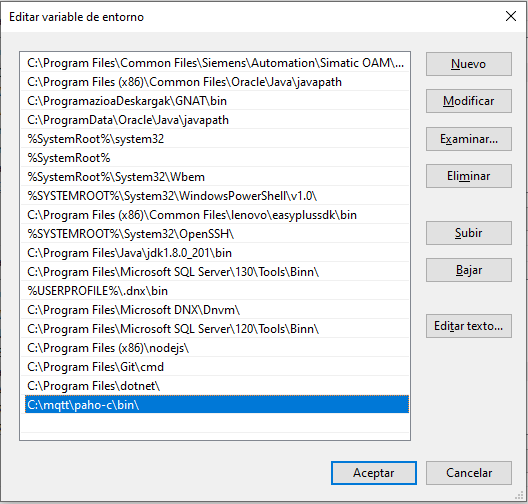 Editar variable de entorno
C:\Program Files\Common Files\Siemens\Automation\Simatic OAM\...
C:\Program Files (x86)\Common Files\Oracle\Java\javapath
C:\ProgramazioaDeskargak\GNAT\bin
C:\ProgramData\Oracle\Java\javapath
%SystemRoot%\system32
%SystemRoot%
%SystemRoot%\System32\Wbem
%SYSTEMROOT%\System32\WindowsPowerShell\v1.0\
C:\Program Files (x86)\Common Files\lenovo\easyplussdk\bin
%SYSTEMROOT%\System32\OpenSSH\
C:\Program Files\Java\jdk1.8.0_201\bin
C:\Program Files\Microsoft SQL Server\130\Tools\Binn\
%USERPROFILE%\.dnx\bin
C:\Program Files\Microsoft DNX\Dnvm\
C:\Program Files\Microsoft SQL Server\120\Tools\Binn\
C:\Program Files (x86)\nodejs\
C:\Program Files\Git\cmd
C:\Program Files\dotnet\
C:\mqtt\paho-c\bin\
Nuevo
Modificar
Examinar...
Eliminar
Subir
Bajar
Editar texto...
Aceptar
Cancelar